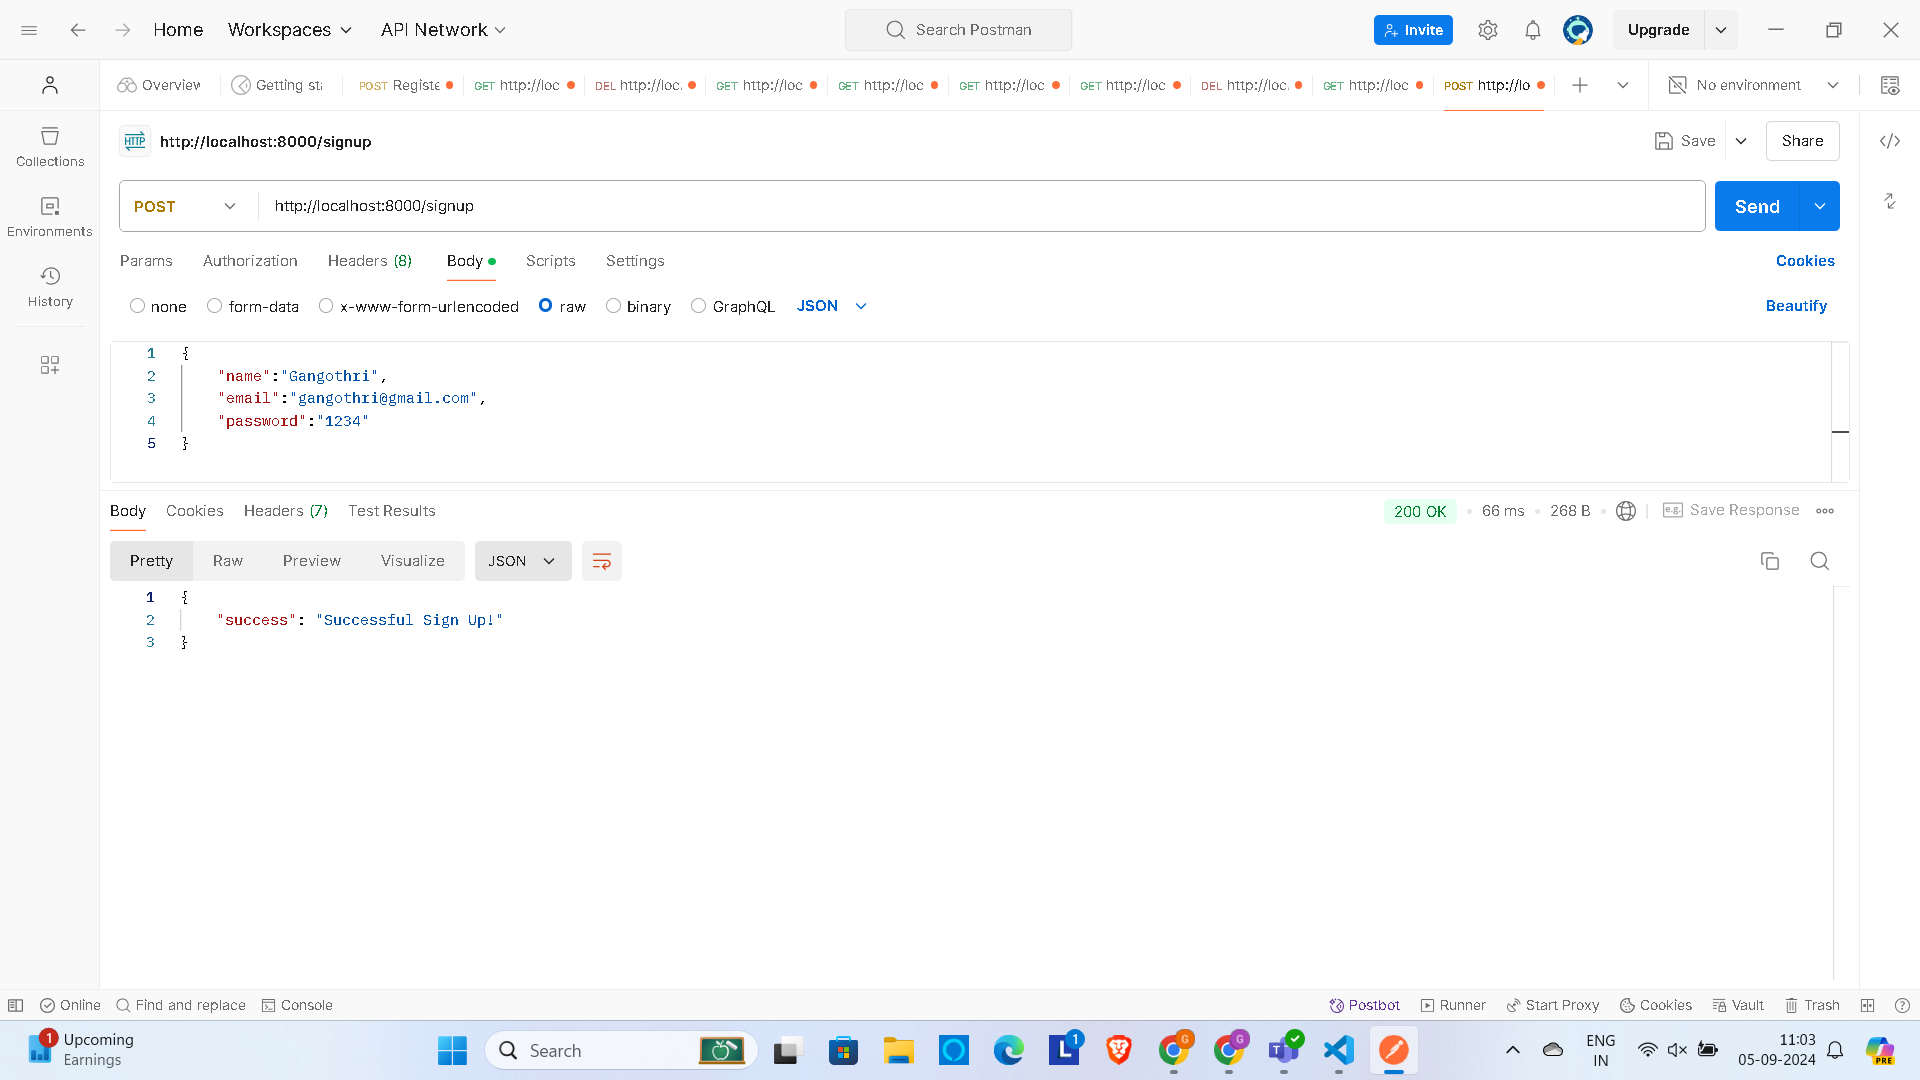 Home Workspaces API Network Search Postman Invite Upgrade
Overview Getting sta POST Registe GET http://loc DEL http://loc. GET http://loc GET http://loc GET http://loc GET http://loc DEL http://loc. GET http://loc POST http://lo No environment
HTTP http://localhost:8000/signup Save Share
Collections
POST http://localhost:8000/signup Send
Environments
Params Authorization Headers (8) Body Scripts Settings Cookies
History
none form-data x-www-form-urlencoded raw binary GraphQL JSON Beautify
1 {
2 "name":"Gangothri",
3 "email":"gangothri@gmail.com",
4 "password":"1234"
5 }
Body Cookies Headers (7) Test Results 200 OK 66 ms 268 B e.g. Save Response
Pretty Raw Preview Visualize JSON
1 {
2 "success": "Successful Sign Up!"
3 }
Online Find and replace Console Postbot Runner Start Proxy Cookies Vault Trash
1 Upcoming
Earnings
Search
L 1
G
G
ENG
IN
11:03
05-09-2024
PRE